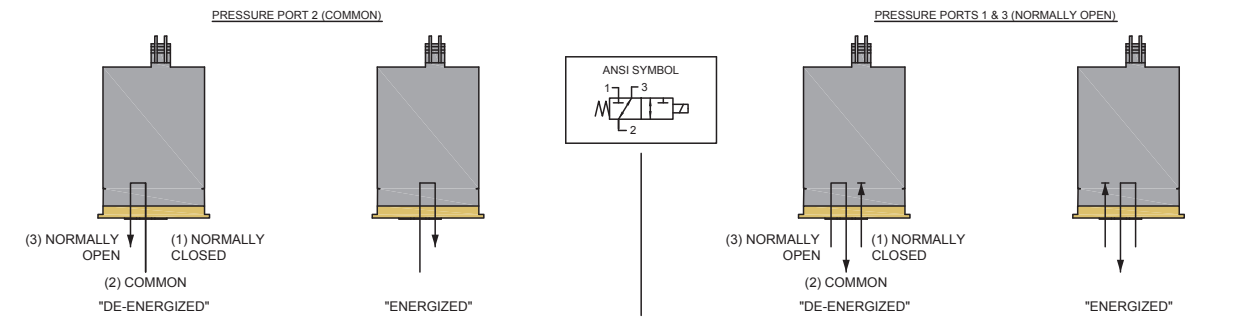 PRESSURE PORT 2 (COMMON)
PRESSURE PORTS 1 & 3 (NORMALLY OPEN)
ANSI SYMBOL
1
3
2
(3) NORMALLY
OPEN
(1) NORMALLY
CLOSED
(2) COMMON
"DE-ENERGIZED"
"ENERGIZED"
(3) NORMALLY
OPEN
(1) NORMALLY
CLOSED
(2) COMMON
"DE-ENERGIZED"
"ENERGIZED"